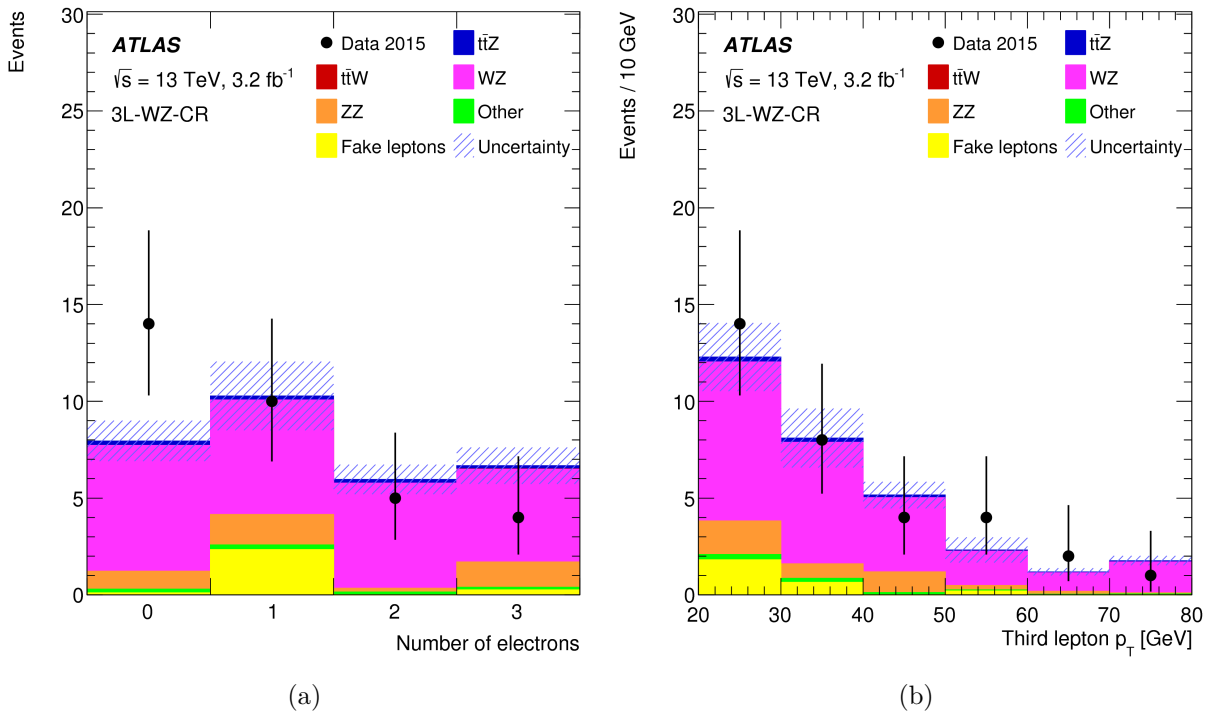 Events
30
25
20
15
10
5
0
ATLAS
√s = 13 TeV, 3.2 fb⁻¹
3L-WZ-CR
Data 2015
tt̄Z
tt̄W
WZ
ZZ
Other
Fake leptons
Uncertainty
0 1 2 3
Number of electrons
(a)
Events / 10 GeV
30
25
20
15
10
5
0
ATLAS
√s = 13 TeV, 3.2 fb⁻¹
3L-WZ-CR
Data 2015
tt̄Z
tt̄W
WZ
ZZ
Other
Fake leptons
Uncertainty
20 30 40 50 60 70 80
Third lepton p_T [GeV]
(b)